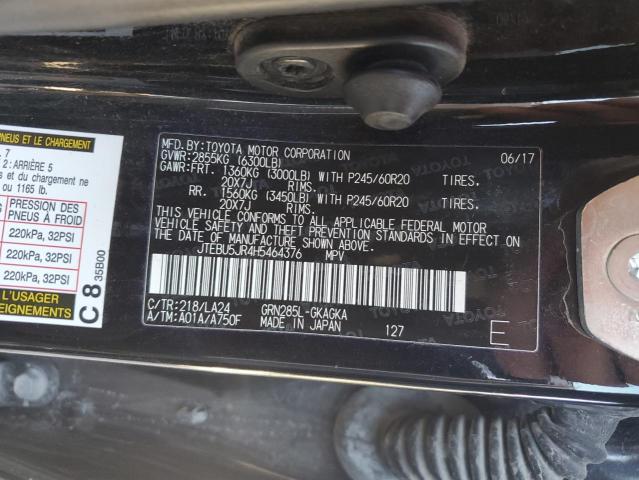 MFD. BY: TOYOTA MOTOR CORPORATION 06/17
GVWR: 2855KG (6300LB)
GAWR: FRT. 1360KG (3000LB) WITH P245/60R20 TIRES.
20X7J RIMS.
RR. 1560KG (3450LB) WITH P245/60R20 TIRES.
20X7J RIMS.
THIS VEHICLE CONFORMS TO ALL APPLICABLE FEDERAL MOTOR
VEHICLE SAFETY AND THEFT PREVENTION STANDARDS IN EFFECT ON
THE DATE OF MANUFACTURE SHOWN ABOVE.
JTEBU5JR4H5464376 MPV
C/TR: 218/LA24 GRN285L-GKAGKA
A/TM: A01A/A750F MADE IN JAPAN 127 E
PNEUS ET LE CHARGEMENT
7
2 : ARRIÈRE 5
et du chargement ne
ou 1165 lb.
PRESSION DES
PNEUS À FROID
220kPa, 32PSI
220kPa, 32PSI
220kPa, 32PSI
L'USAGER
EIGNEMENTS
C 8 35B00